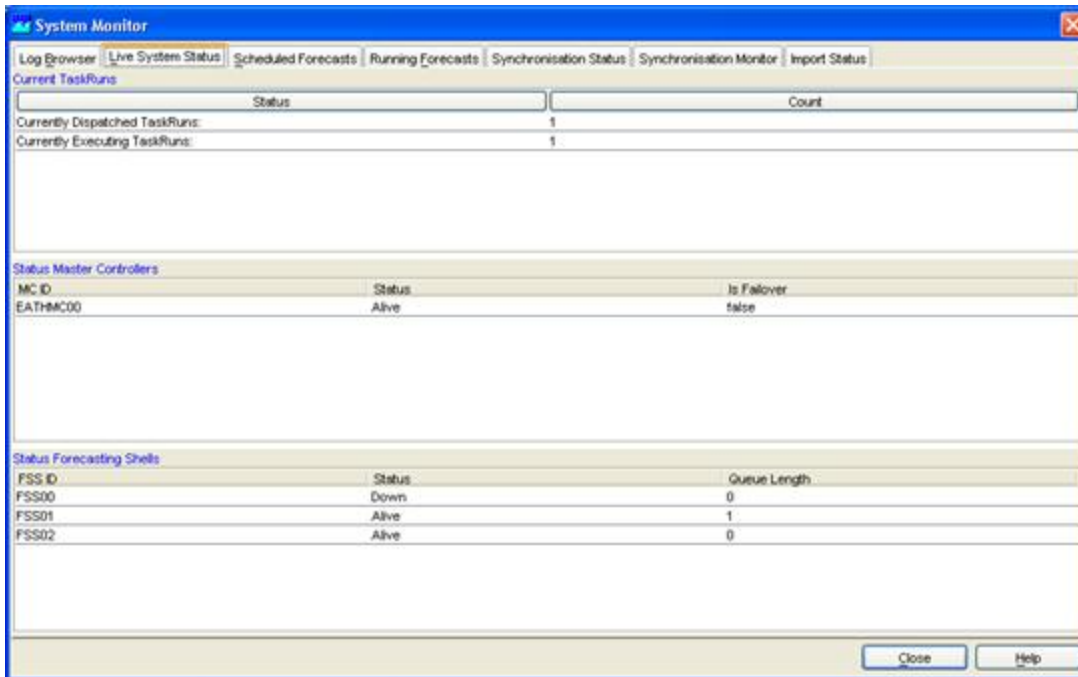 System Monitor
Log Browser Live System Status Scheduled Forecasts Running Forecasts Synchronisation Status Synchronisation Monitor Import Status
Current TaskRuns
Status Count
Currently Dispatched TaskRuns: 1
Currently Executing TaskRuns: 1
Status Master Controllers
MC ID Status Is Failover
EATHMC00 Alive false
Status Forecasting Shells
FSS ID Status Queue Length
FSS00 Down 0
FSS01 Alive 1
FSS02 Alive 0
Close Help